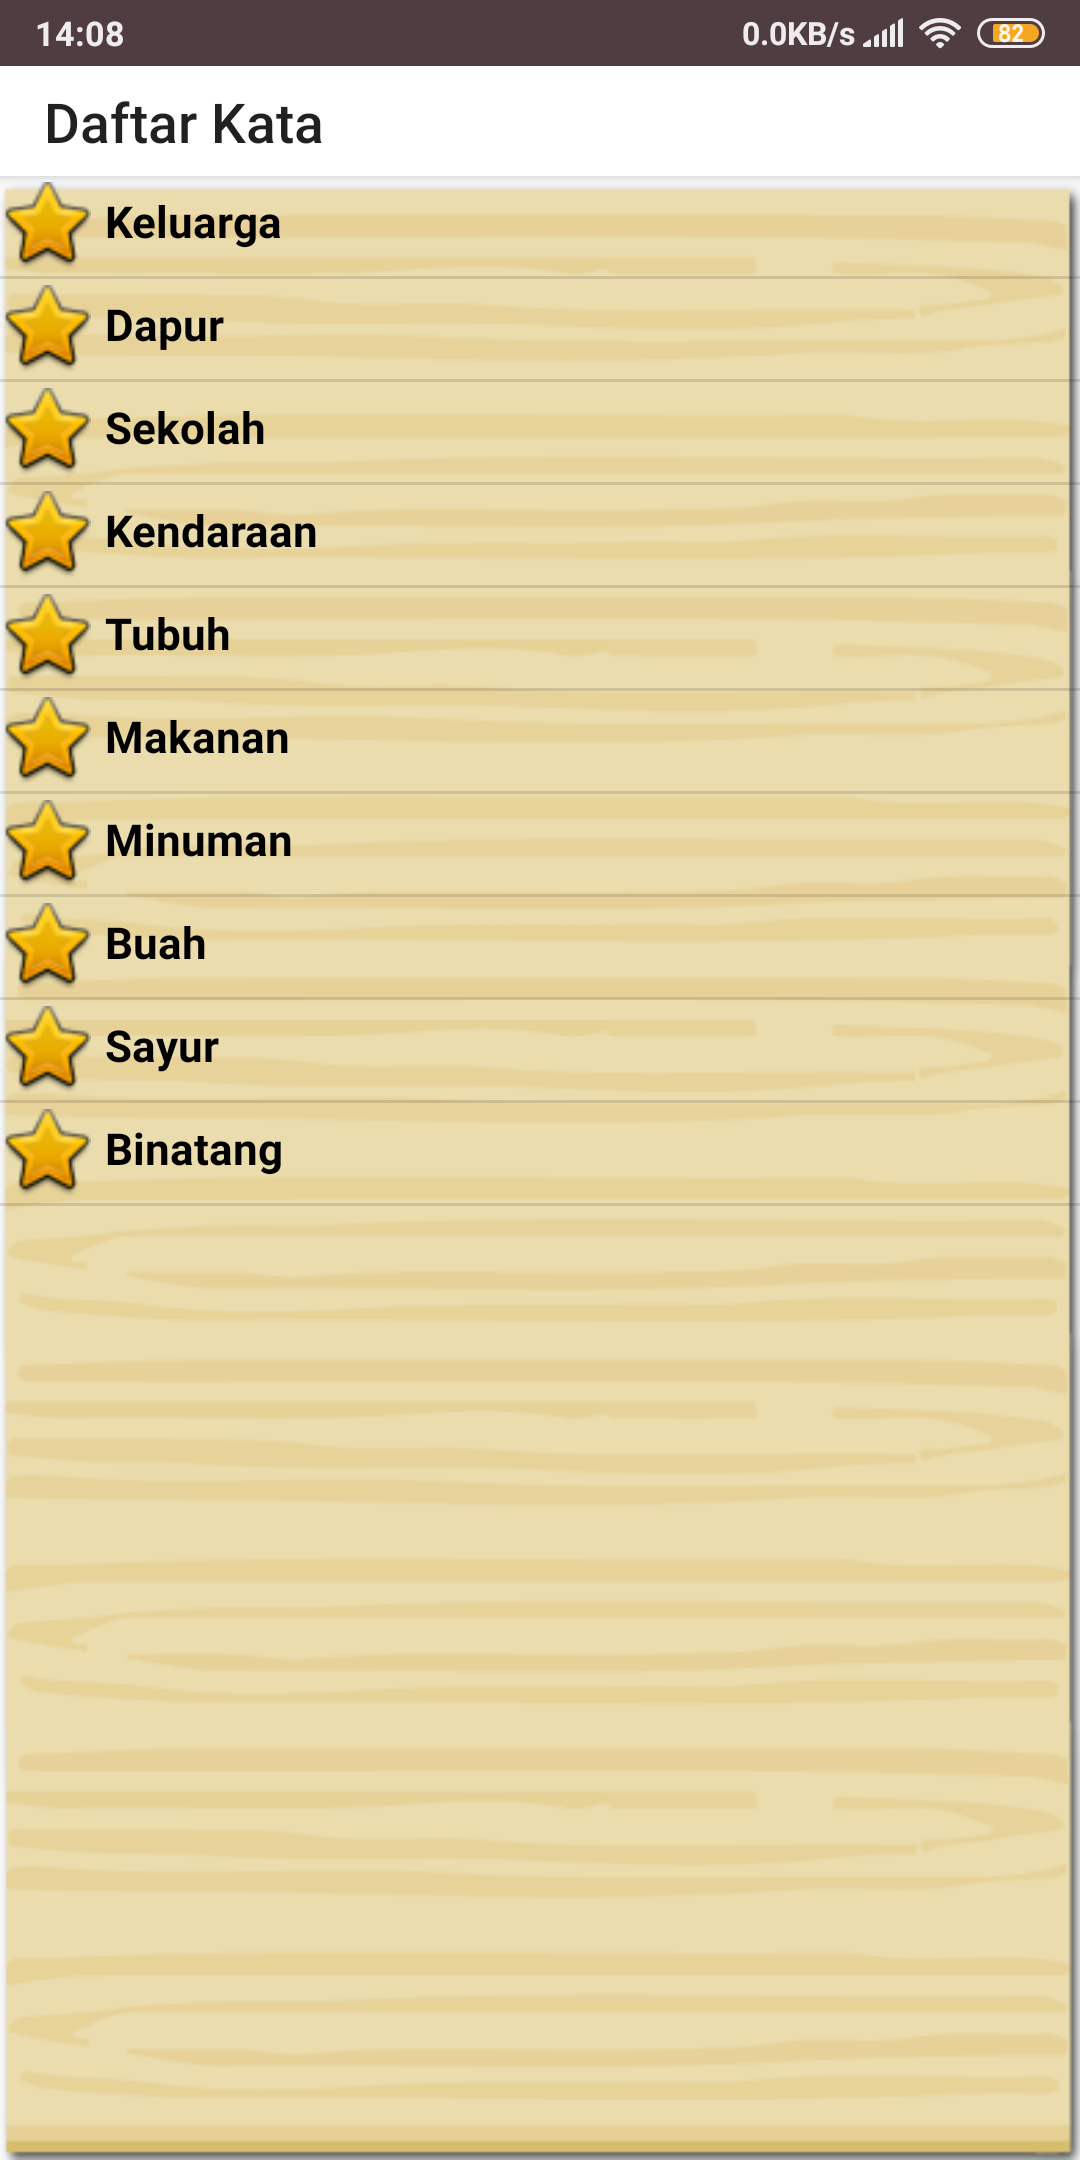 14:08 0.0KB/s 82
Daftar Kata
Keluarga
Dapur
Sekolah
Kendaraan
Tubuh
Makanan
Minuman
Buah
Sayur
Binatang